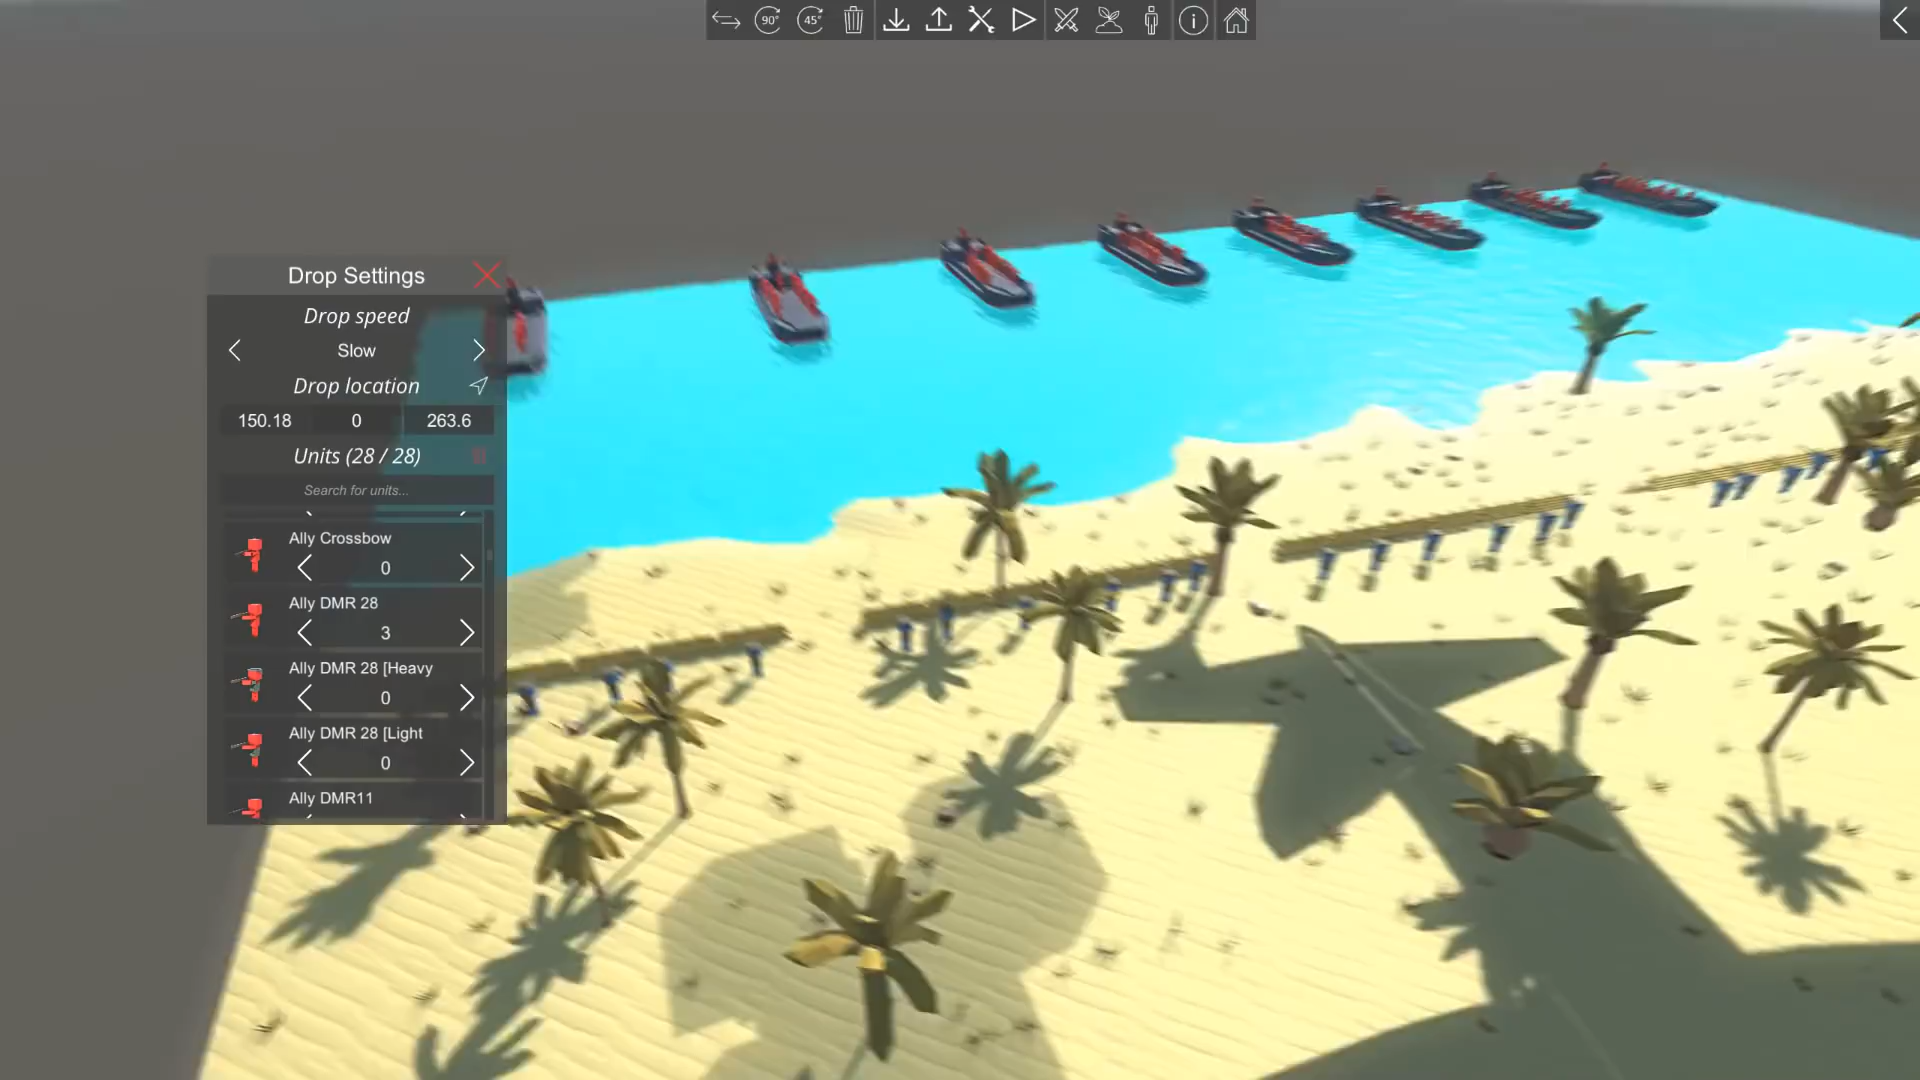 90°
45°
Drop Settings
Drop speed
Slow
Drop location
150.18
0
263.6
Units (28 / 28)
Search for units...
Ally Crossbow
0
Ally DMR 28
3
Ally DMR 28 [Heavy
0
Ally DMR 28 [Light
0
Ally DMR11